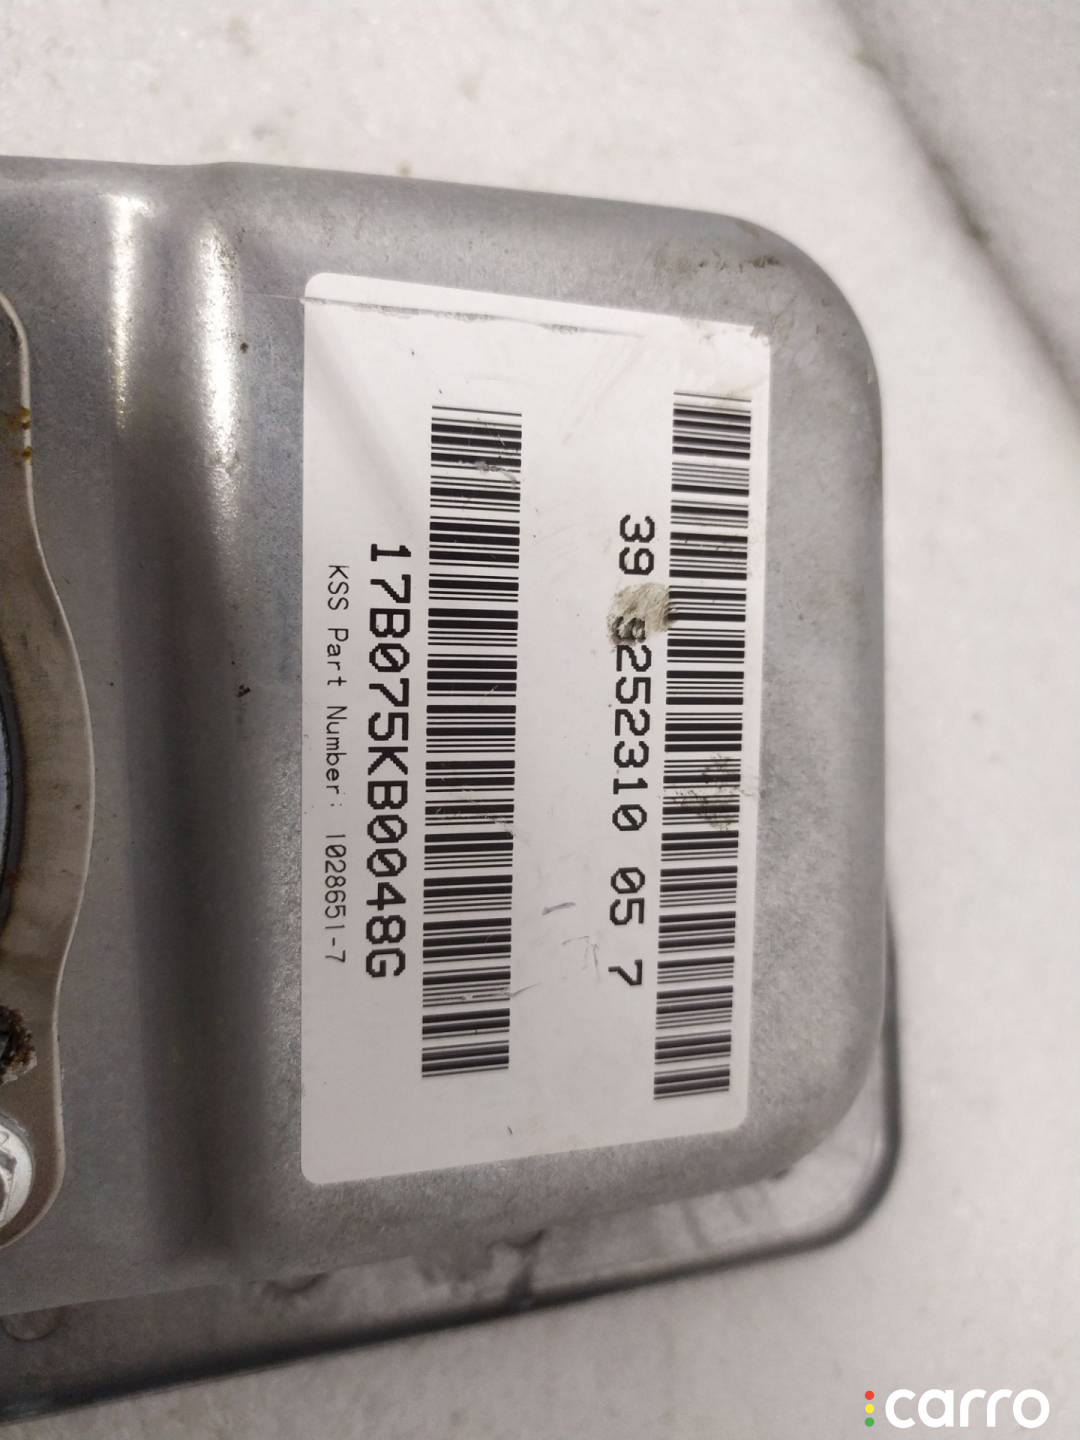 39 252310 05 7
17B075KB0048G
KSS Part Number: 1028651-7
carro